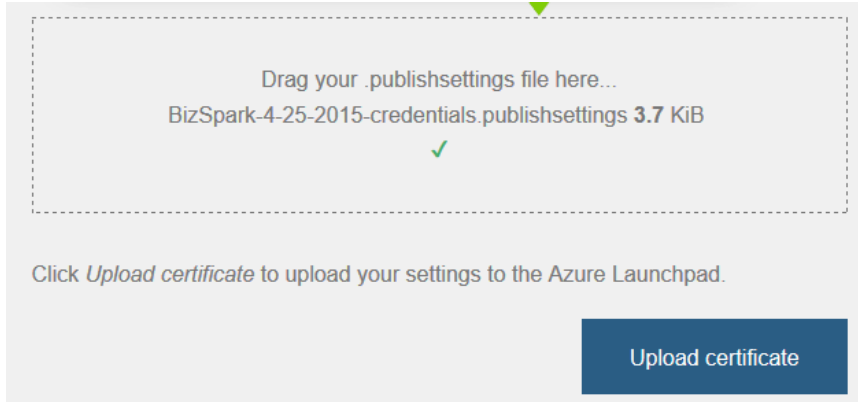 Drag your .publishsettings file here...
BizSpark-4-25-2015-credentials.publishsettings 3.7 KiB
Click Upload certificate to upload your settings to the Azure Launchpad.
Upload certificate